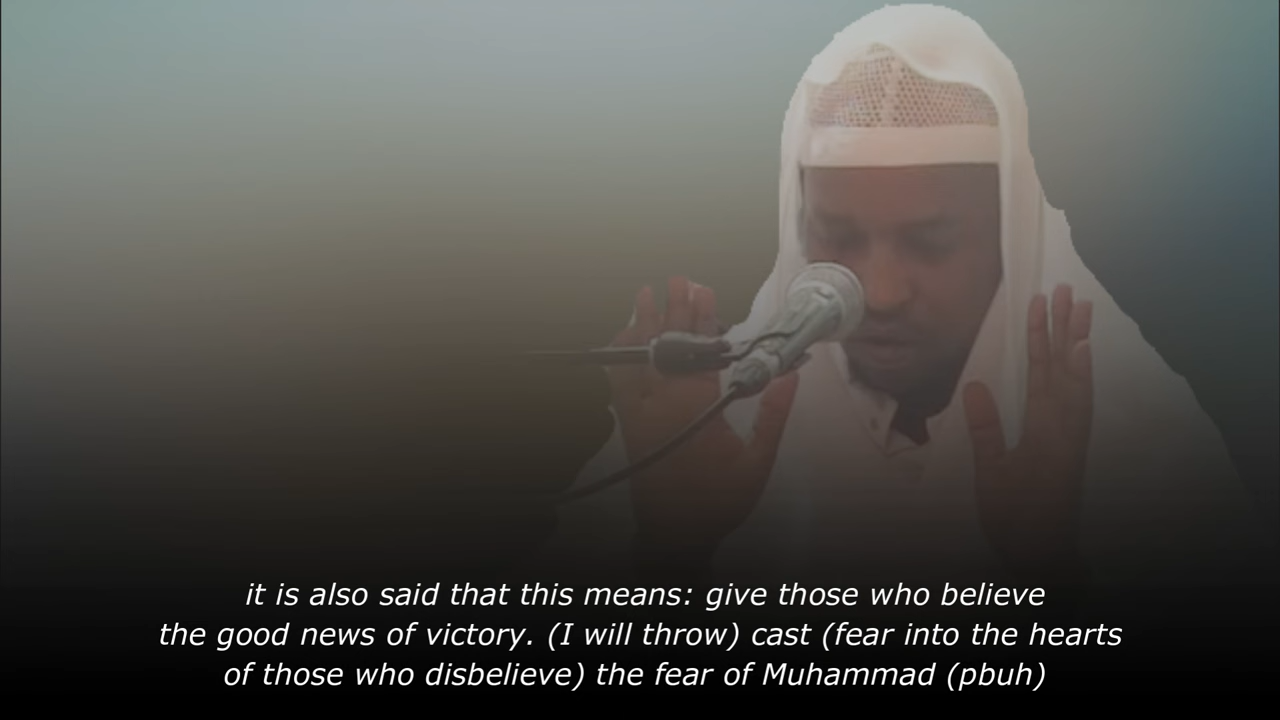 it is also said that this means: give those who believe
the good news of victory. (I will throw) cast (fear into the hearts
of those who disbelieve) the fear of Muhammad (pbuh)